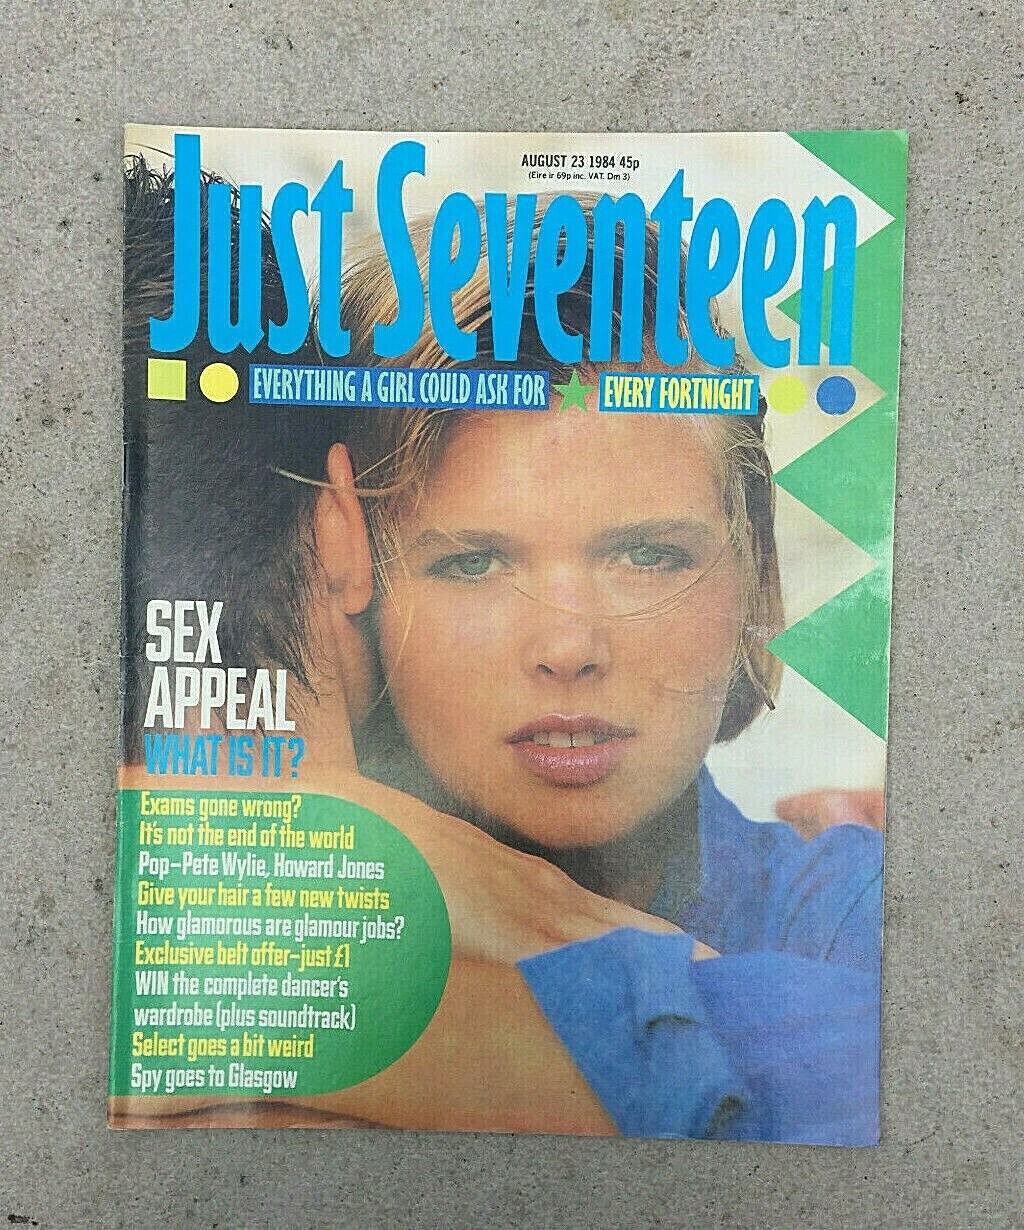 AUGUST 23 1984 45p
(Eire ir 69p inc. VAT. Dm 3)
Just Seventeen
EVERYTHING A GIRL COULD ASK FOR EVERY FORTNIGHT
SEX
APPEAL
WHAT IS IT?
Exams gone wrong?
It's not the end of the world
Pop–Pete Wylie, Howard Jones
Give your hair a few new twists
How glamorous are glamour jobs?
Exclusive belt offer–just £1
WIN the complete dancer's
wardrobe (plus soundtrack)
Select goes a bit weird
Spy goes to Glasgow